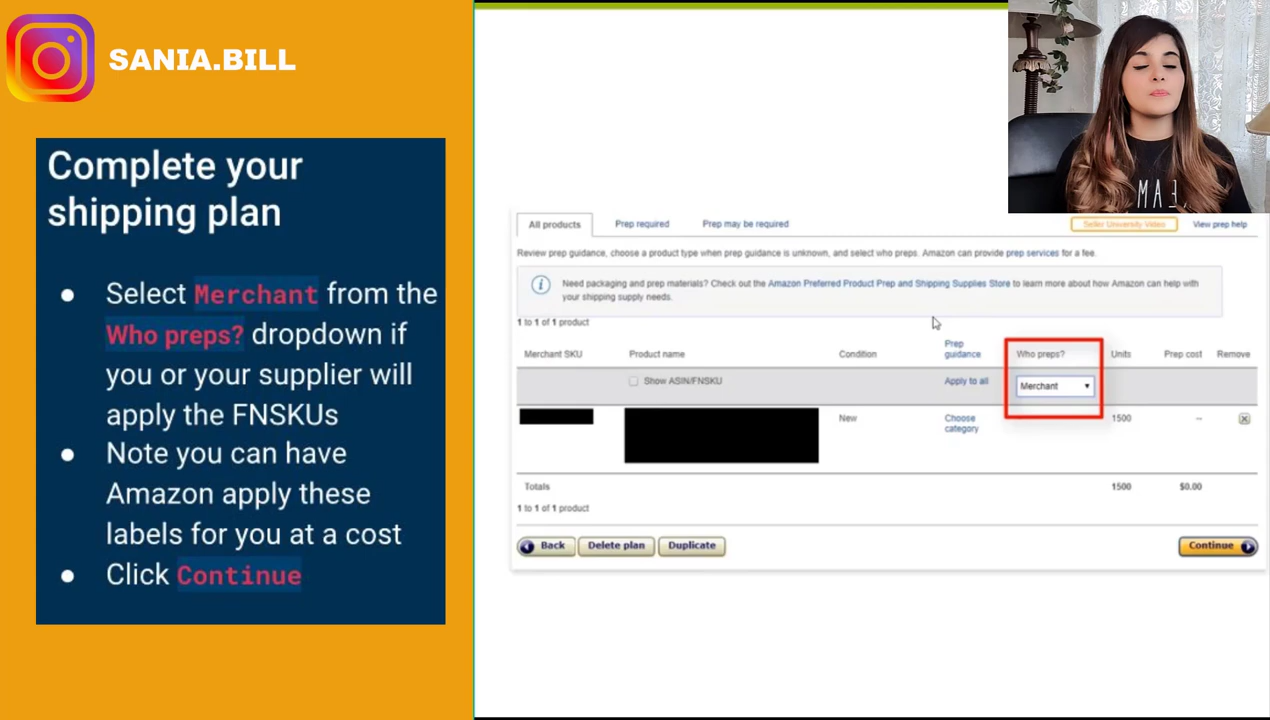 SANIA.BILL
Complete your
shipping plan
● Select Merchant from the
Who preps? dropdown if
you or your supplier will
apply the FNSKUs
● Note you can have
Amazon apply these
labels for you at a cost
● Click Continue
All products Prep required Prep may be required Seller University Video View prep help
Review prep guidance, choose a product type when prep guidance is unknown, and select who preps. Amazon can provide prep services for a fee.
Need packaging and prep materials? Check out the Amazon Preferred Product Prep and Shipping Supplies Store to learn more about how Amazon can help with
your shipping supply needs.
1 to 1 of 1 product
Merchant SKU Product name Condition Prep guidance Who preps? Units Prep cost Remove
Show ASIN/FNSKU Apply to all Merchant
New Choose category 1500 --
Totals 1500 $0.00
1 to 1 of 1 product
Back Delete plan Duplicate Continue